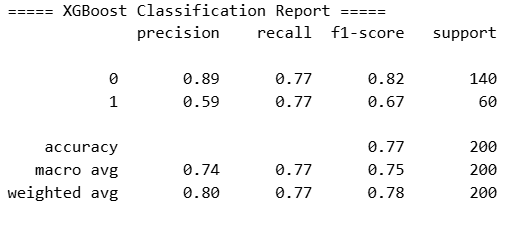 ===== XGBoost Classification Report =====
precision recall f1-score support
0 0.89 0.77 0.82 140
1 0.59 0.77 0.67 60
accuracy 0.77 200
macro avg 0.74 0.77 0.75 200
weighted avg 0.80 0.77 0.78 200